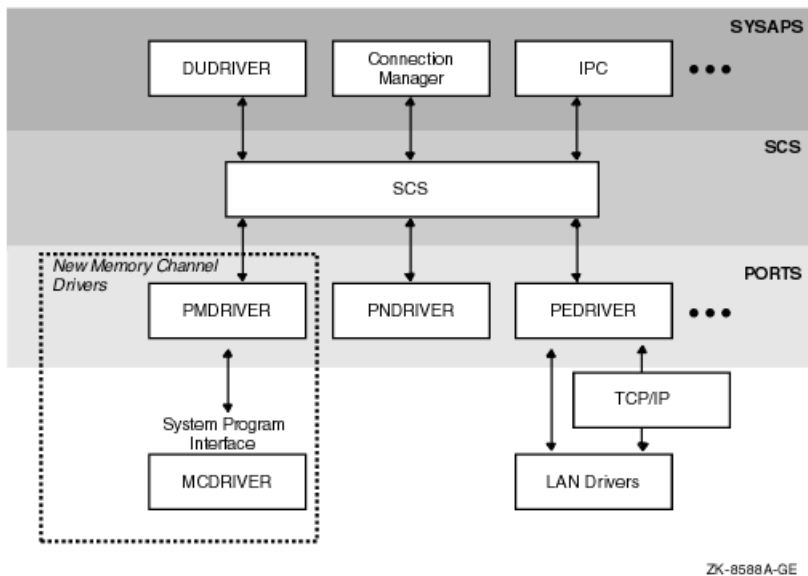 SYSAPS
DUDRIVER
Connection
Manager
IPC
SCS
SCS
New Memory Channel
Drivers
PORTS
PMDRIVER
PNDRIVER
PEDRIVER
TCP/IP
System Program
Interface
MCDRIVER
LAN Drivers
ZK-8588A-GE